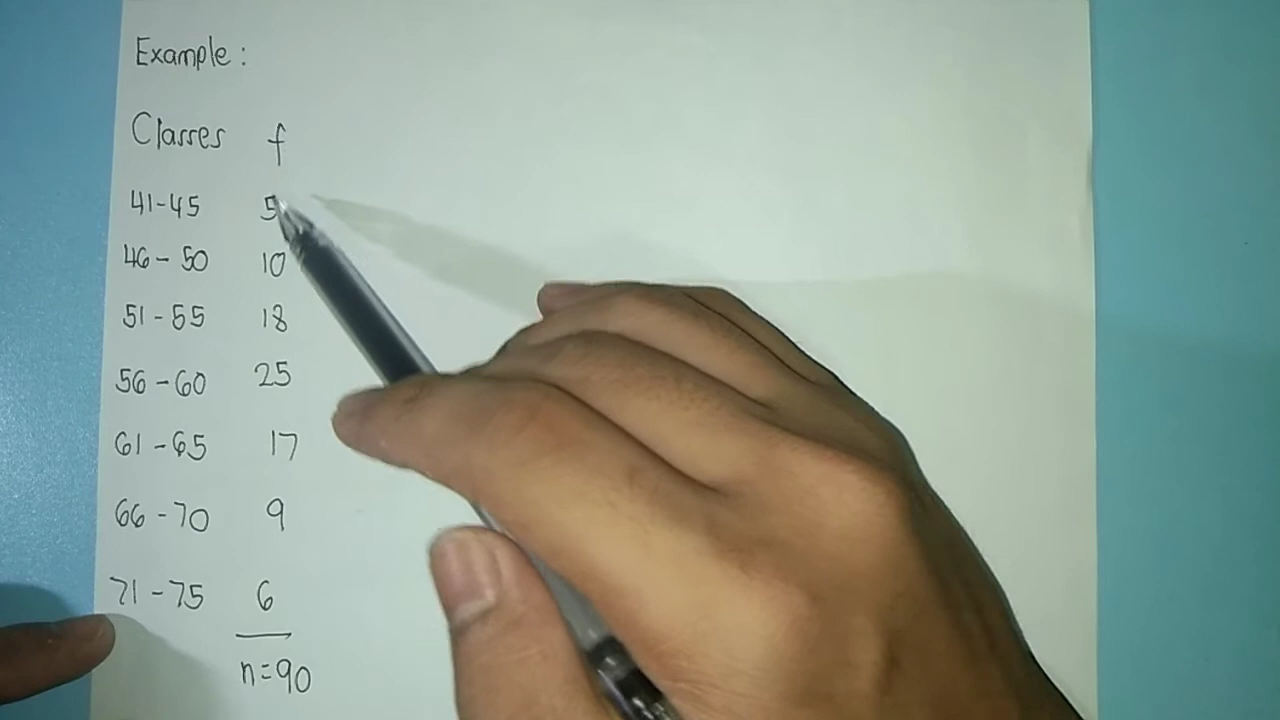 Example :
Classes f
41-45 5
46 - 50 10
51 - 55 18
56 - 60 25
61 - 65 17
66 - 70 9
71 - 75 6
n=90